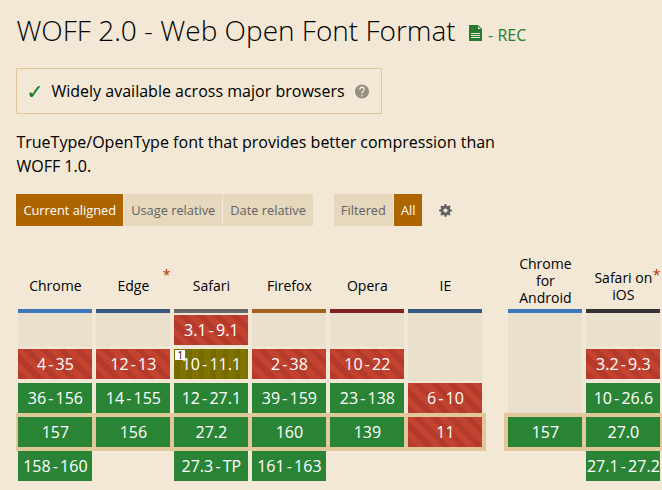 WOFF 2.0 - Web Open Font Format - REC
✓ Widely available across major browsers ?
TrueType/OpenType font that provides better compression than
WOFF 1.0.
Current aligned Usage relative Date relative Filtered All
Chrome Edge * Safari Firefox Opera IE Chrome for Android Safari on iOS *
3.1-9.1
4-35 12-13 1 10-11.1 2-38 10-22 3.2-9.3
36-156 14-155 12-27.1 39-159 23-138 6-10 10-26.6
157 156 27.2 160 139 11 157 27.0
158-160 27.3-TP 161-163 27.1-27.2